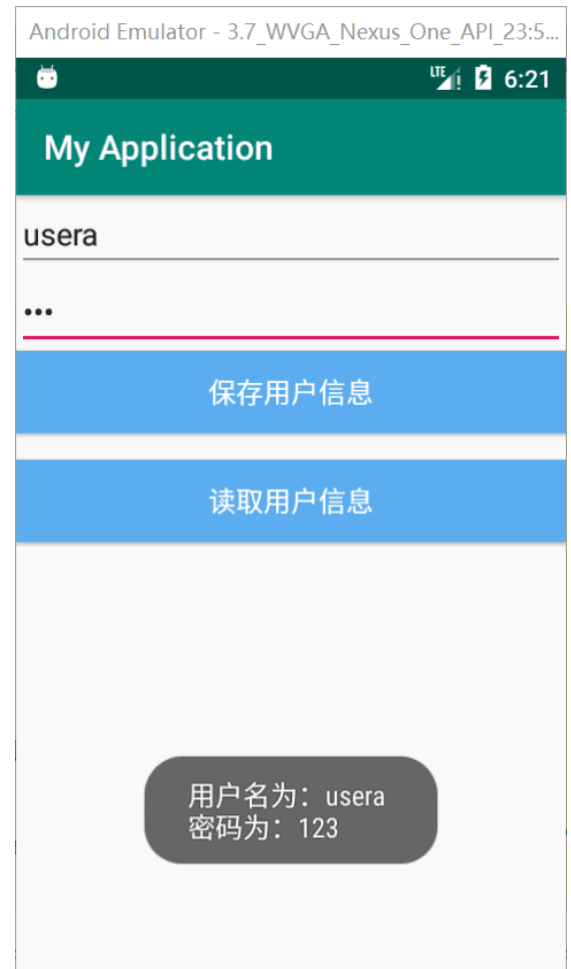 Android Emulator - 3.7_WVGA_Nexus_One_API_23:5...
LTE 6:21
My Application
usera
•••
保存用户信息
读取用户信息
用户名为：usera
密码为：123